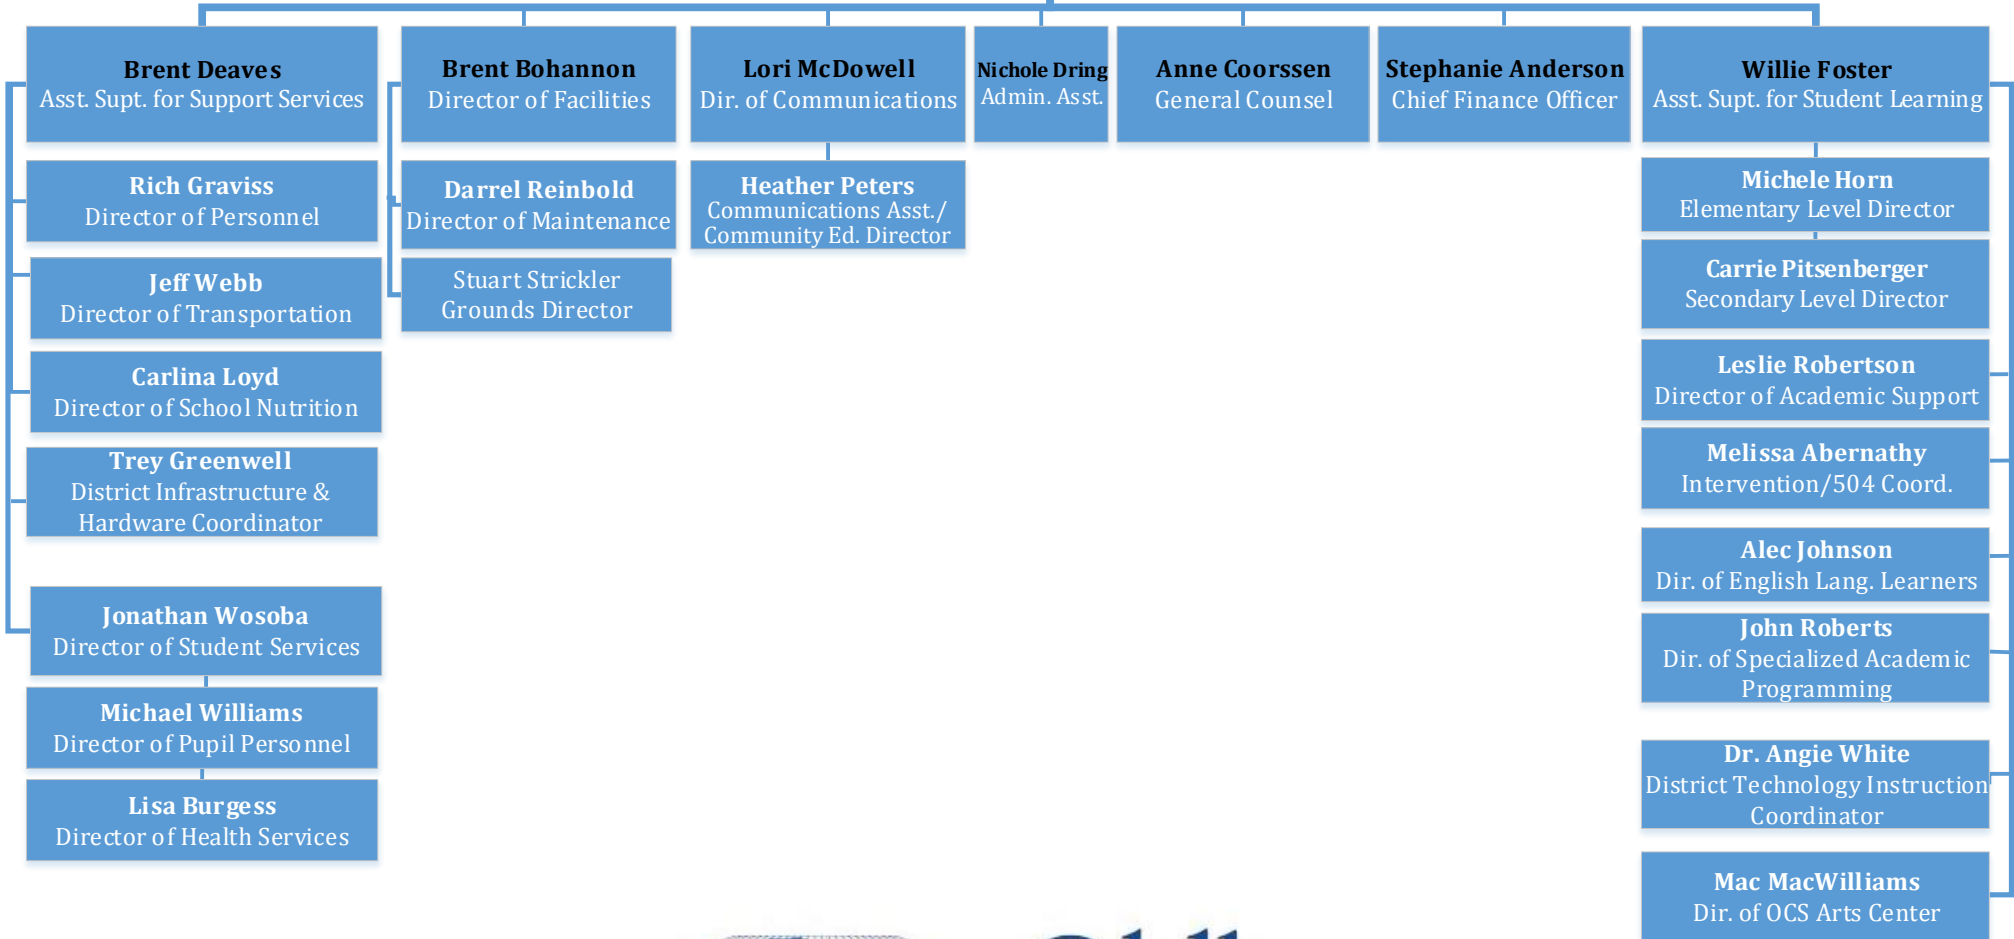 Brent Deaves
Asst. Supt. for Support Services
Rich Graviss
Director of Personnel
Jeff Webb
Director of Transportation
Carlina Loyd
Director of School Nutrition
Trey Greenwell
District Infrastructure &
Hardware Coordinator
Jonathan Wosoba
Director of Student Services
Michael Williams
Director of Pupil Personnel
Lisa Burgess
Director of Health Services
Brent Bohannon
Director of Facilities
Darrel Reinbold
Director of Maintenance
Stuart Strickler
Grounds Director
Lori McDowell
Dir. of Communications
Heather Peters
Communications Asst./
Community Ed. Director
Nichole Dring
Admin. Asst.
Anne Coorssen
General Counsel
Stephanie Anderson
Chief Finance Officer
Willie Foster
Asst. Supt. for Student Learning
Michele Horn
Elementary Level Director
Carrie Pitsenberger
Secondary Level Director
Leslie Robertson
Director of Academic Support
Melissa Abernathy
Intervention/504 Coord.
Alec Johnson
Dir. of English Lang. Learners
John Roberts
Dir. of Specialized Academic
Programming
Dr. Angie White
District Technology Instruction
Coordinator
Mac MacWilliams
Dir. of OCS Arts Center